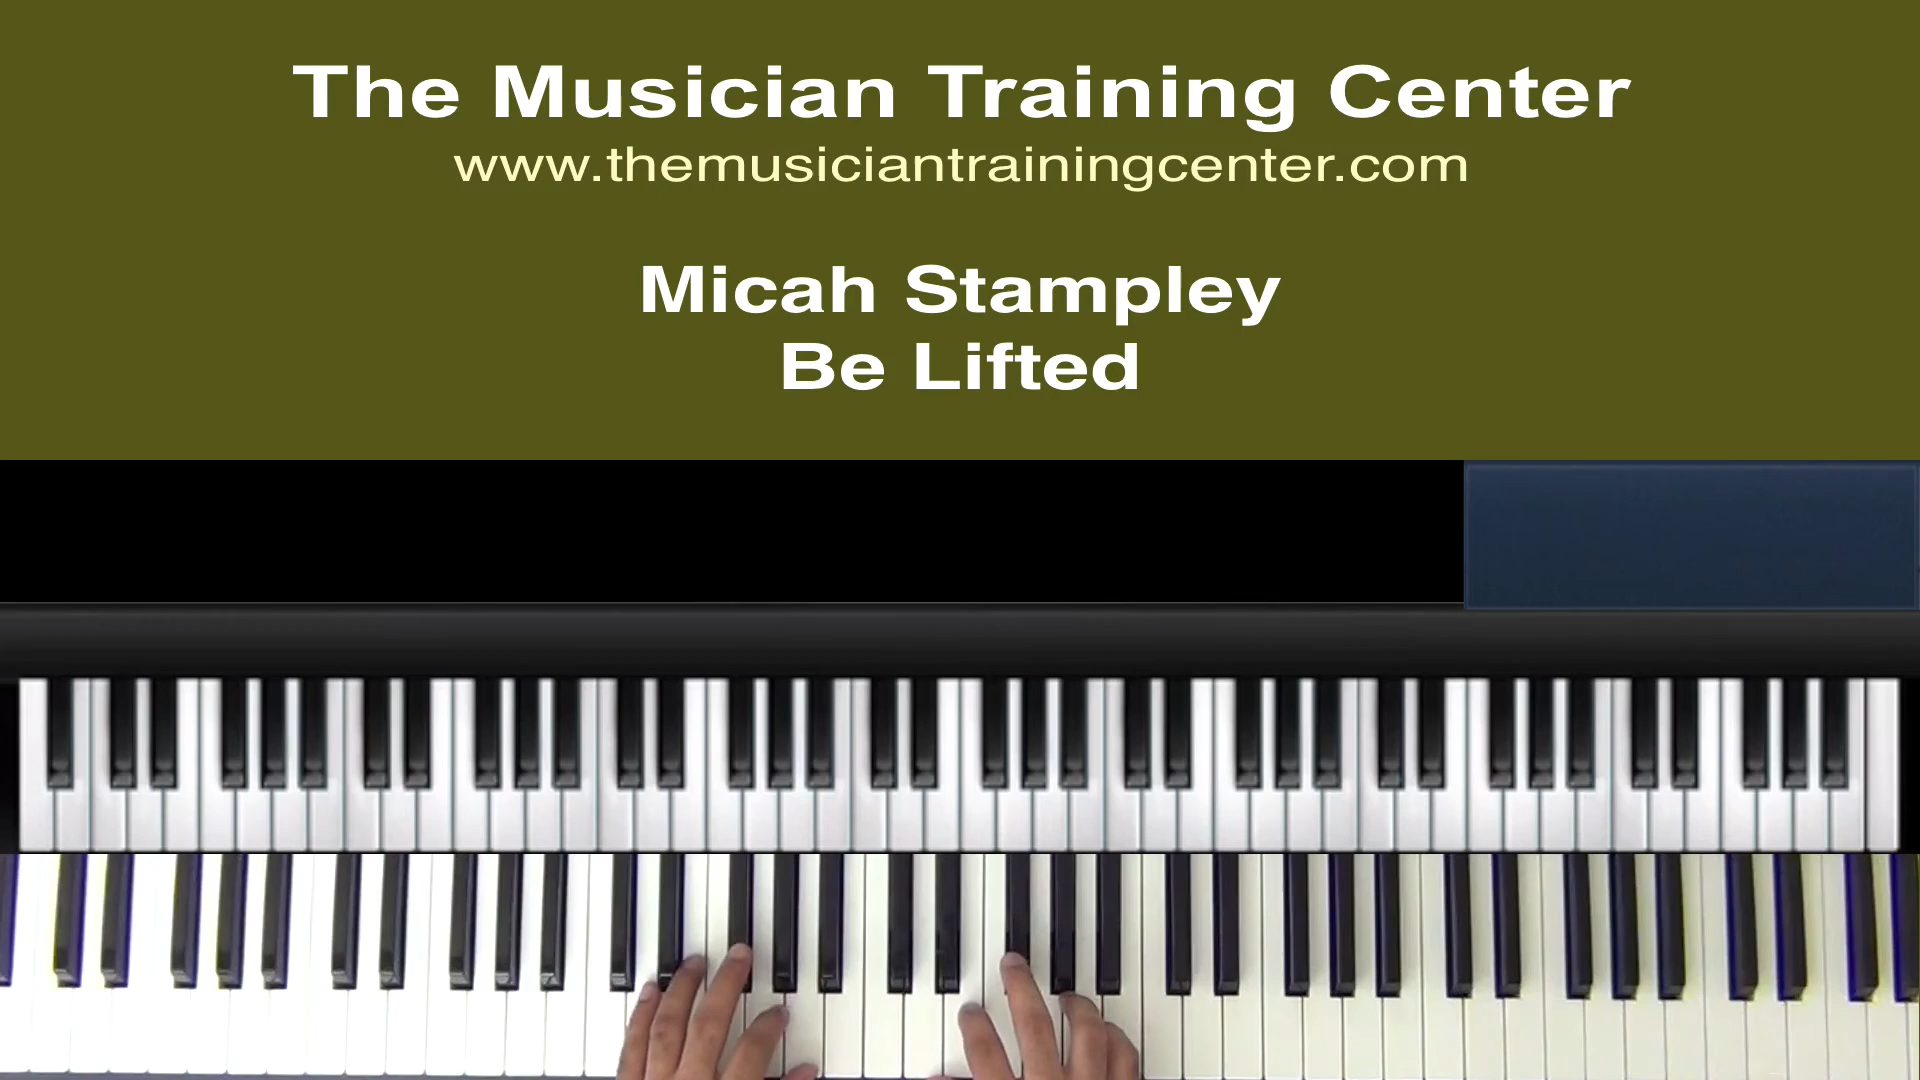 The Musician Training Center
www.themusiciantrainingcenter.com
Micah Stampley
Be Lifted